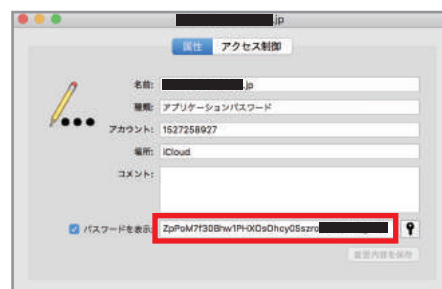 .jp
属性 アクセス制御
名前: .jp
種類: アプリケーションパスワード
アカウント: 1527258927
場所: iCloud
コメント:
パスワードを表示: ZpPoM7f30Bhw1PHXOsDhcy0Sszro
変更内容を保存